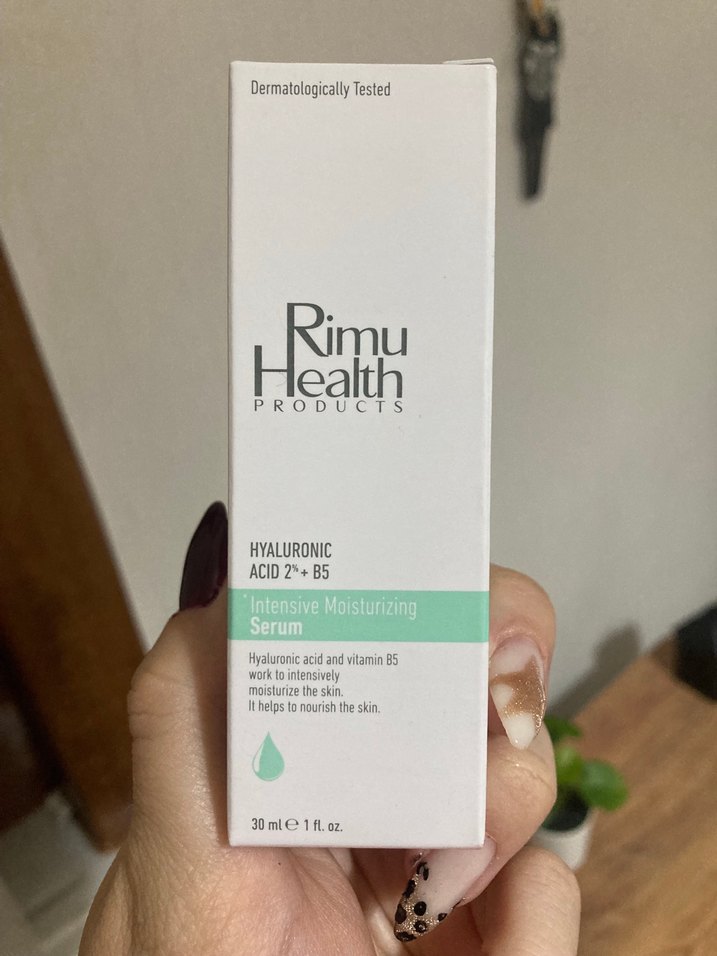 Dermatologically Tested
Rimu
Health
PRODUCTS
HYALURONIC
ACID 2% + B5
Intensive Moisturizing
Serum
Hyaluronic acid and vitamin B5
work to intensively
moisturize the skin.
It helps to nourish the skin.
30 ml ℮ 1 fl. oz.